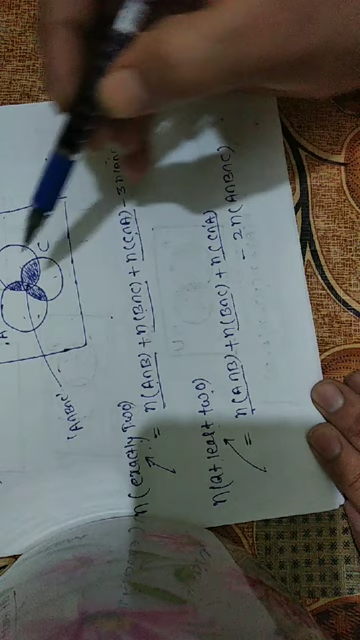 A
C
A∩B∩C'
n(exactly two)
= n(A∩B) + n(B∩C) + n(C∩A) - 3n(A∩
n(at least two)
= n(A∩B) + n(B∩C) + n(C∩A)
- 2n(A∩B∩C)